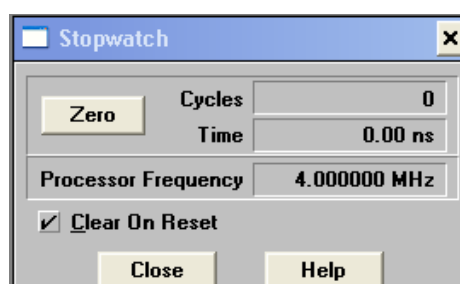 Stopwatch
Zero
Cycles 0
Time 0.00 ns
Processor Frequency 4.000000 MHz
Clear On Reset
Close Help